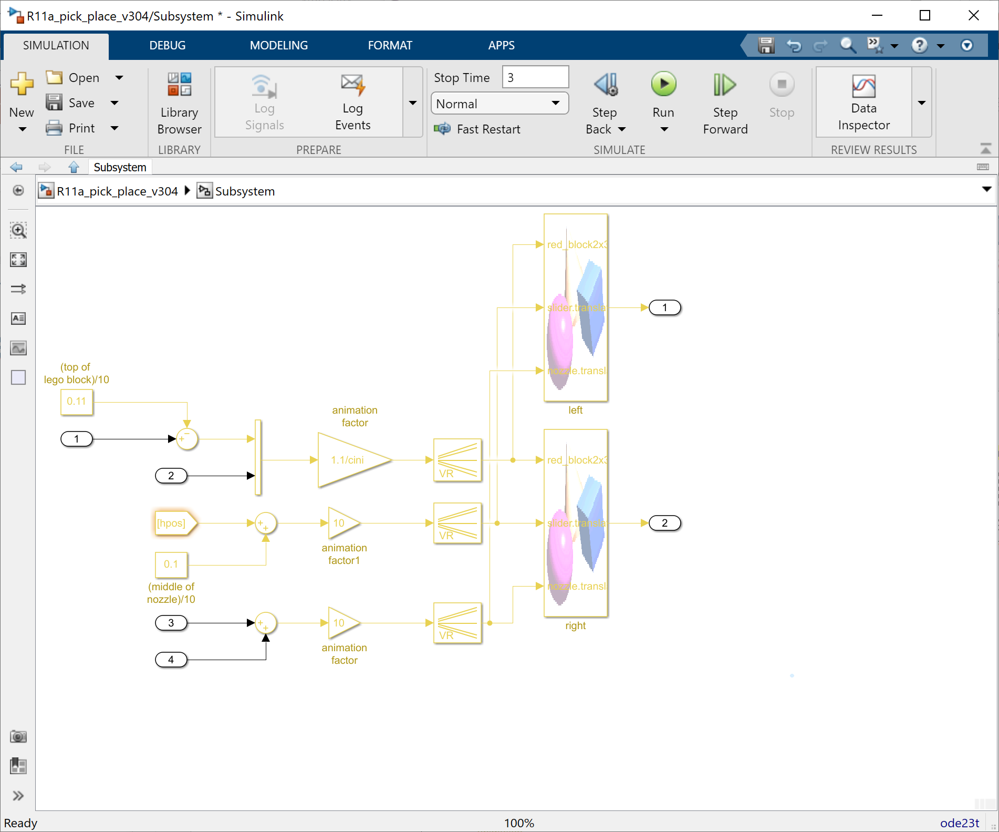 R11a_pick_place_v304/Subsystem * - Simulink
SIMULATION
DEBUG
MODELING
FORMAT
APPS
New
Open
Save
Print
FILE
Library
Browser
LIBRARY
Log
Signals
Log
Events
PREPARE
Stop Time
3
Normal
Fast Restart
Step
Back
Run
Step
Forward
Stop
SIMULATE
Data
Inspector
REVIEW RESULTS
Subsystem
R11a_pick_place_v304
Subsystem
red_block2x3
slider.transla
nozzle.transl
left
1
(top of
lego block)/10
0.11
1
2
animation
factor
1.1/cini
VR
red_block2x3
slider.transla
nozzle.transl
right
2
[hpos]
10
animation
factor1
VR
0.1
(middle of
nozzle)/10
3
4
10
animation
factor
VR
Ready
100%
ode23t